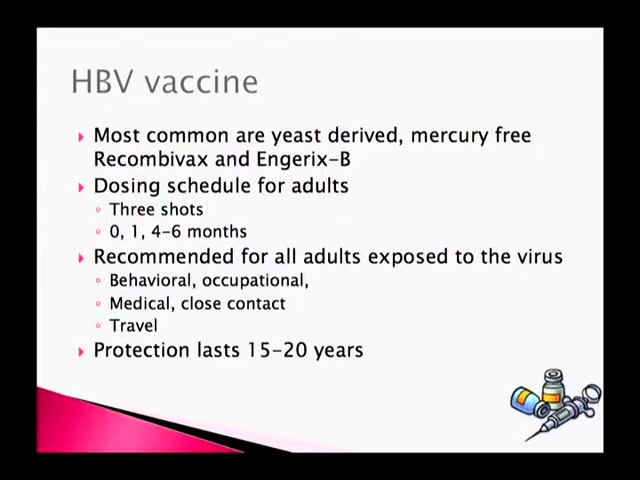 HBV vaccine
Most common are yeast derived, mercury free
Recombivax and Engerix-B
Dosing schedule for adults
Three shots
0, 1, 4-6 months
Recommended for all adults exposed to the virus
Behavioral, occupational,
Medical, close contact
Travel
Protection lasts 15-20 years